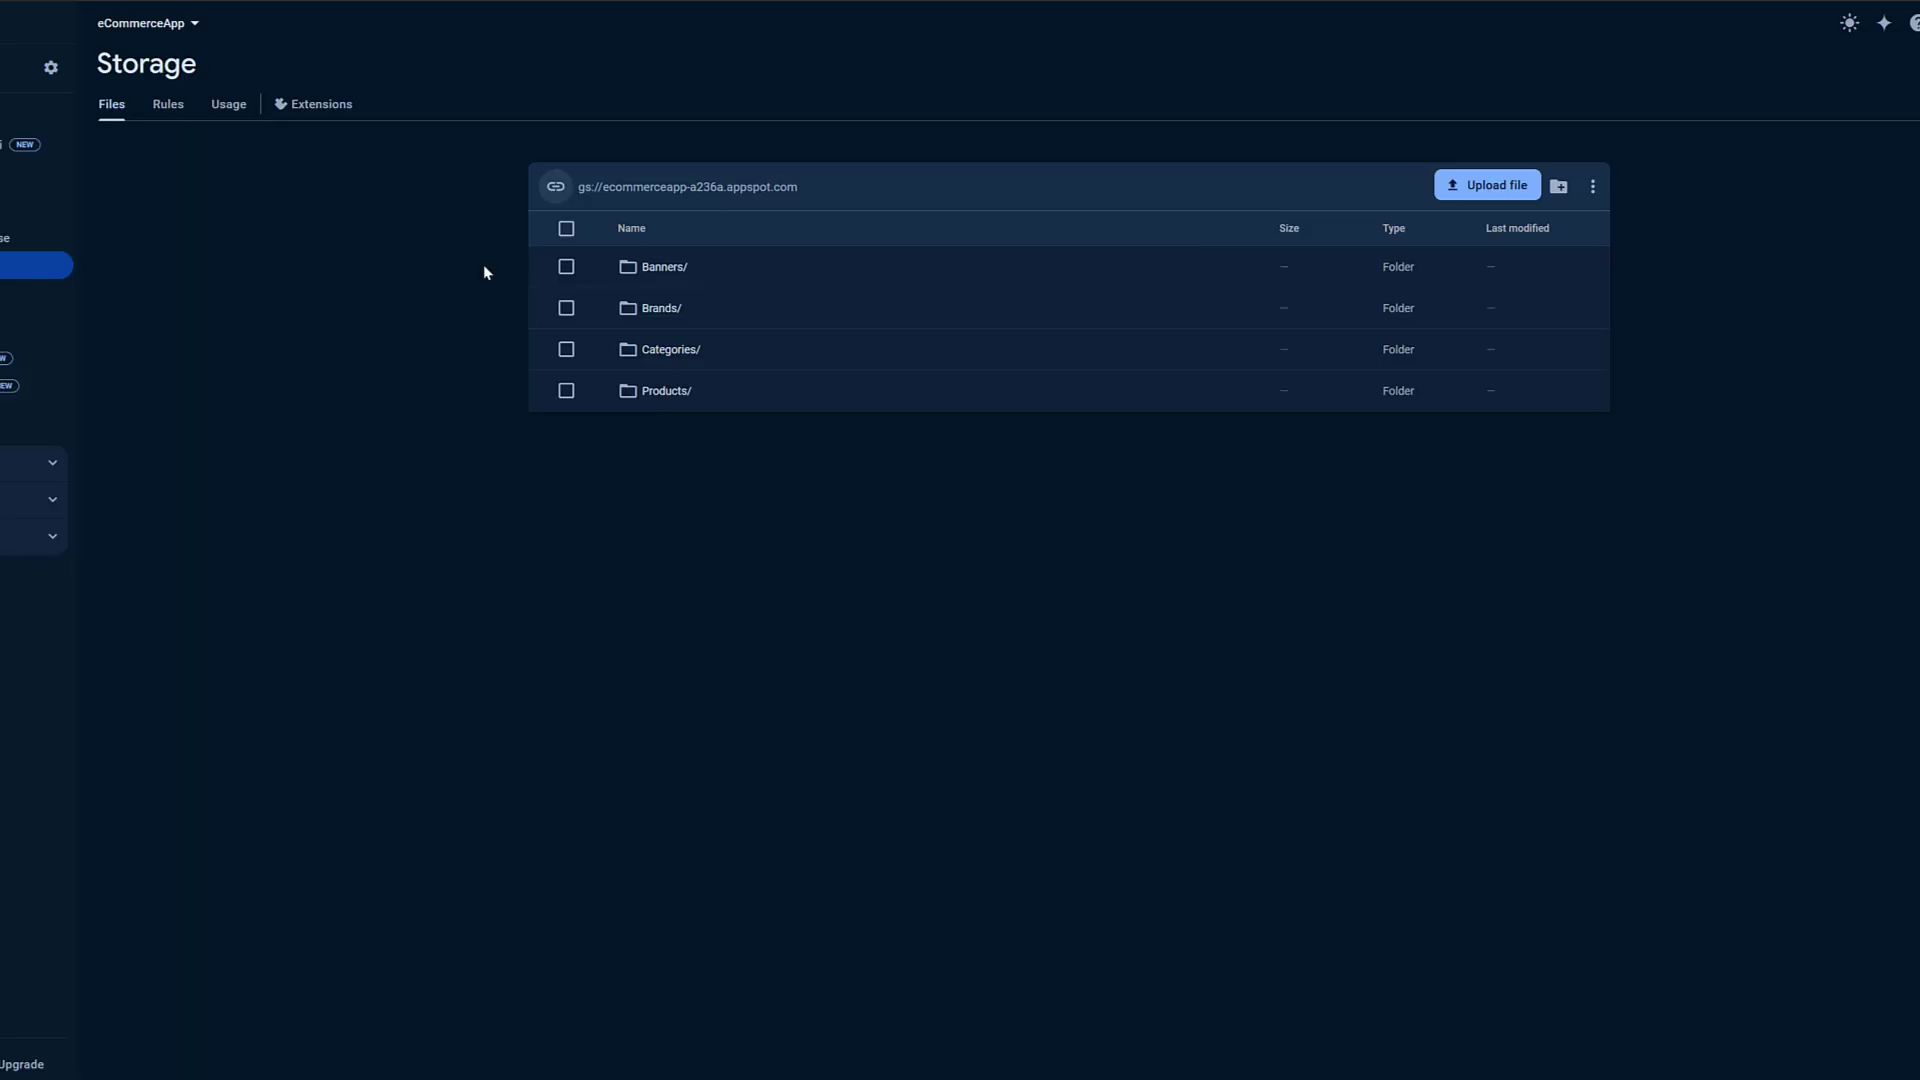 eCommerceApp
Storage
Files Rules Usage Extensions
NEW
gs://ecommerceapp-a236a.appspot.com
Upload file
Name Size Type Last modified
Banners/ — Folder —
Brands/ — Folder —
Categories/ — Folder —
Products/ — Folder —
Upgrade